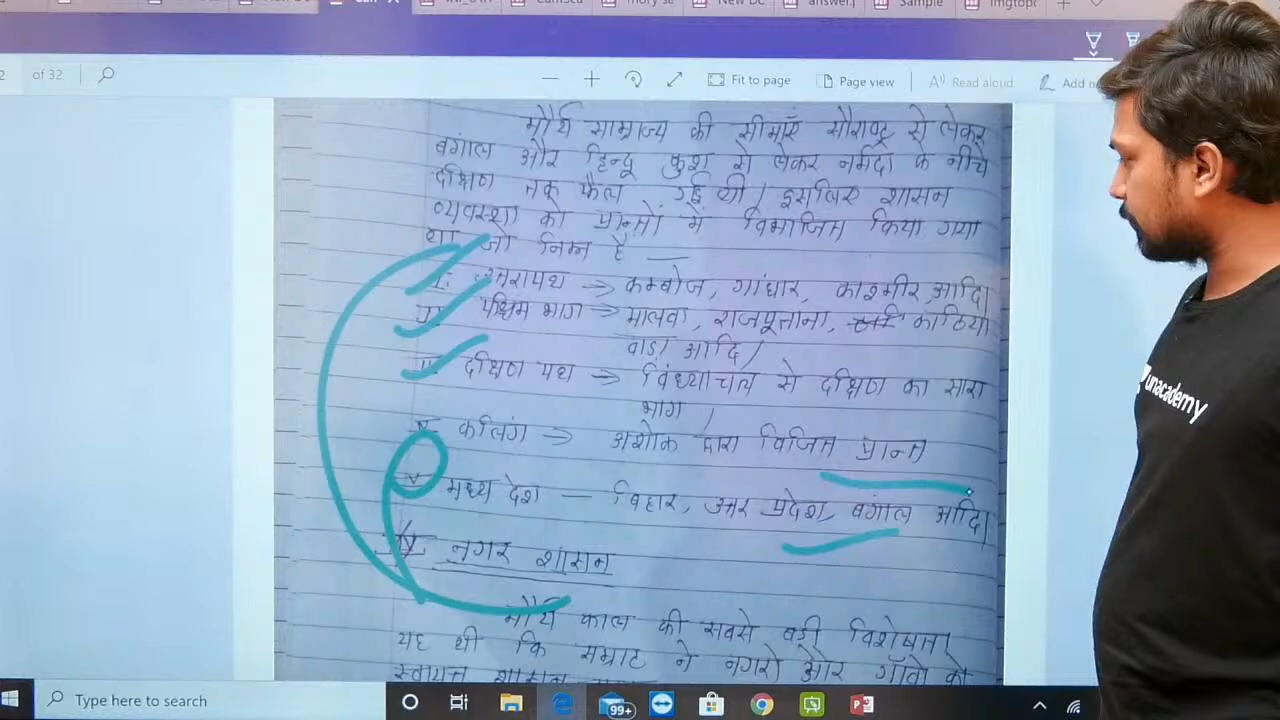 of 32
Fit to page
Page view
Read aloud
मौर्य साम्राज्य की सीमाएँ सौराष्ट्र से लेकर
बंगाल और हिन्दू कुश से लेकर नर्मदा के नीचे
दक्षिण तक फैल गई थी। इसलिए शासन
व्यवस्था को प्रान्तों में विभाजित किया गया
था जो निम्न है —
उत्तरापथ → कम्बोज, गांधार, काश्मीर आदि।
पश्चिम भाग → मालवा, राजपूताना, काठिया
वाड़ा आदि।
दक्षिण पथ → विंध्याचल से दक्षिण का सारा
भाग।
कलिंग → अशोक द्वारा विजित प्रान्त
मध्य देश — बिहार, उत्तर प्रदेश, बंगाल आदि।
नगर शासन
मौर्य काल की सबसे बड़ी विशेषता
यह थी कि सम्राट ने नगरो और गाँवो को
स्वायत्त शासन
unacademy
Type here to search
99+